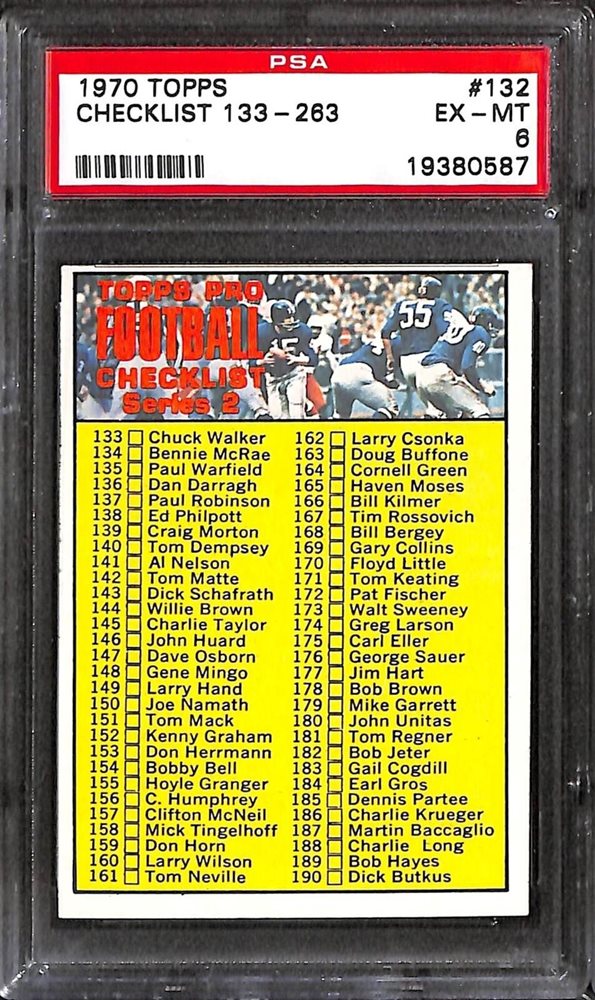 PSA
1970 TOPPS #132
CHECKLIST 133-263 EX-MT
6
19380587
TOPPS PRO
FOOTBALL
CHECKLIST
Series 2
55
15
133 Chuck Walker
134 Bennie McRae
135 Paul Warfield
136 Dan Darragh
137 Paul Robinson
138 Ed Philpott
139 Craig Morton
140 Tom Dempsey
141 Al Nelson
142 Tom Matte
143 Dick Schafrath
144 Willie Brown
145 Charlie Taylor
146 John Huard
147 Dave Osborn
148 Gene Mingo
149 Larry Hand
150 Joe Namath
151 Tom Mack
152 Kenny Graham
153 Don Herrmann
154 Bobby Bell
155 Hoyle Granger
156 C. Humphrey
157 Clifton McNeil
158 Mick Tingelhoff
159 Don Horn
160 Larry Wilson
161 Tom Neville
162 Larry Csonka
163 Doug Buffone
164 Cornell Green
165 Haven Moses
166 Bill Kilmer
167 Tim Rossovich
168 Bill Bergey
169 Gary Collins
170 Floyd Little
171 Tom Keating
172 Pat Fischer
173 Walt Sweeney
174 Greg Larson
175 Carl Eller
176 George Sauer
177 Jim Hart
178 Bob Brown
179 Mike Garrett
180 John Unitas
181 Tom Regner
182 Bob Jeter
183 Gail Cogdill
184 Earl Gros
185 Dennis Partee
186 Charlie Krueger
187 Martin Baccaglio
188 Charlie Long
189 Bob Hayes
190 Dick Butkus